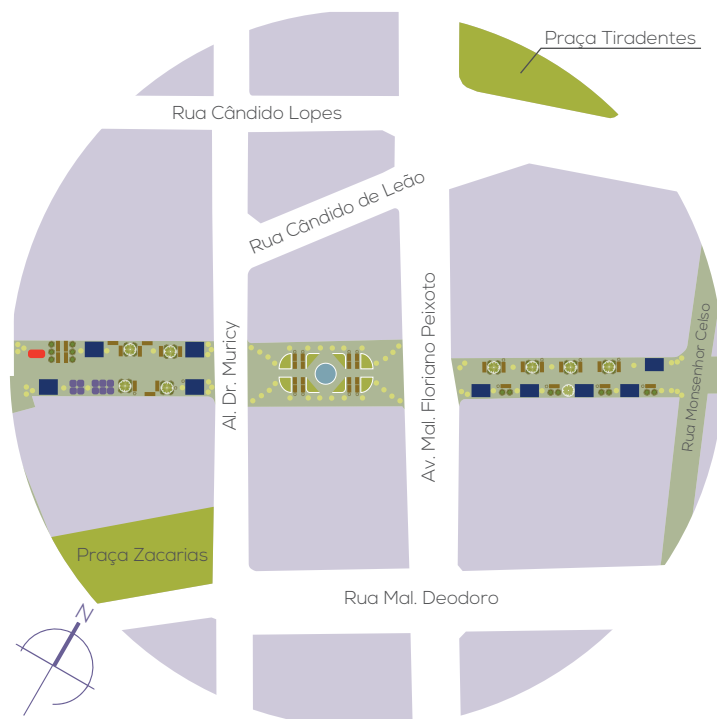 Praça Tiradentes
Rua Cândido Lopes
Rua Cândido de Leão
Al. Dr. Muricy
Av. Mal. Floriano Peixoto
Rua Monsenhor Celso
Praça Zacarias
Rua Mal. Deodoro
N